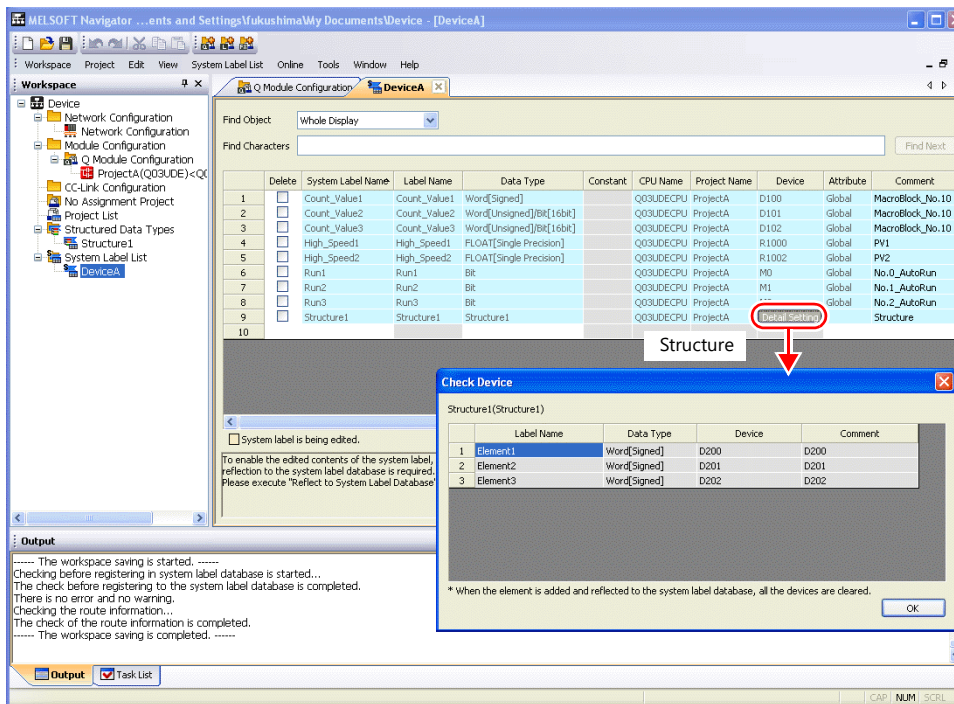 MELSOFT Navigator ...ents and Settings\fukushima\My Documents\Device - [DeviceA]
Workspace Project Edit View System Label List Online Tools Window Help
Workspace
Device
Network Configuration
Network Configuration
Module Configuration
Q Module Configuration
ProjectA(Q03UDE)<Q(
CC-Link Configuration
No Assignment Project
Project List
Structured Data Types
Structure1
System Label List
DeviceA
Q Module Configuration DeviceA
Find Object Whole Display
Find Characters Find Next
Delete System Label Name Label Name Data Type Constant CPU Name Project Name Device Attribute Comment
1 Count_Value1 Count_Value1 Word[Signed] Q03UDECPU ProjectA D100 Global MacroBlock_No.10
2 Count_Value2 Count_Value2 Word[Unsigned]/Bit[16bit] Q03UDECPU ProjectA D101 Global MacroBlock_No.10
3 Count_Value3 Count_Value3 Word[Unsigned]/Bit[16bit] Q03UDECPU ProjectA D102 Global MacroBlock_No.10
4 High_Speed1 High_Speed1 FLOAT[Single Precision] Q03UDECPU ProjectA R1000 Global PV1
5 High_Speed2 High_Speed2 FLOAT[Single Precision] Q03UDECPU ProjectA R1002 Global PV2
6 Run1 Run1 Bit Q03UDECPU ProjectA M0 Global No.0_AutoRun
7 Run2 Run2 Bit Q03UDECPU ProjectA M1 Global No.1_AutoRun
8 Run3 Run3 Bit Q03UDECPU ProjectA Global No.2_AutoRun
9 Structure1 Structure1 Structure1 Q03UDECPU ProjectA Detail Setting Structure
10
Structure
System label is being edited.
To enable the edited contents of the system label,
reflection to the system label database is required.
Please execute "Reflect to System Label Database"
Check Device
Structure1(Structure1)
Label Name Data Type Device Comment
1 Element1 Word[Signed] D200 D200
2 Element2 Word[Signed] D201 D201
3 Element3 Word[Signed] D202 D202
* When the element is added and reflected to the system label database, all the devices are cleared.
OK
Output
------ The workspace saving is started. ------
Checking before registering in system label database is started...
The check before registering to the system label database is completed.
There is no error and no warning.
Checking the route information...
The check of the route information is completed.
------ The workspace saving is completed. ------
Output Task List
CAP NUM SCRL